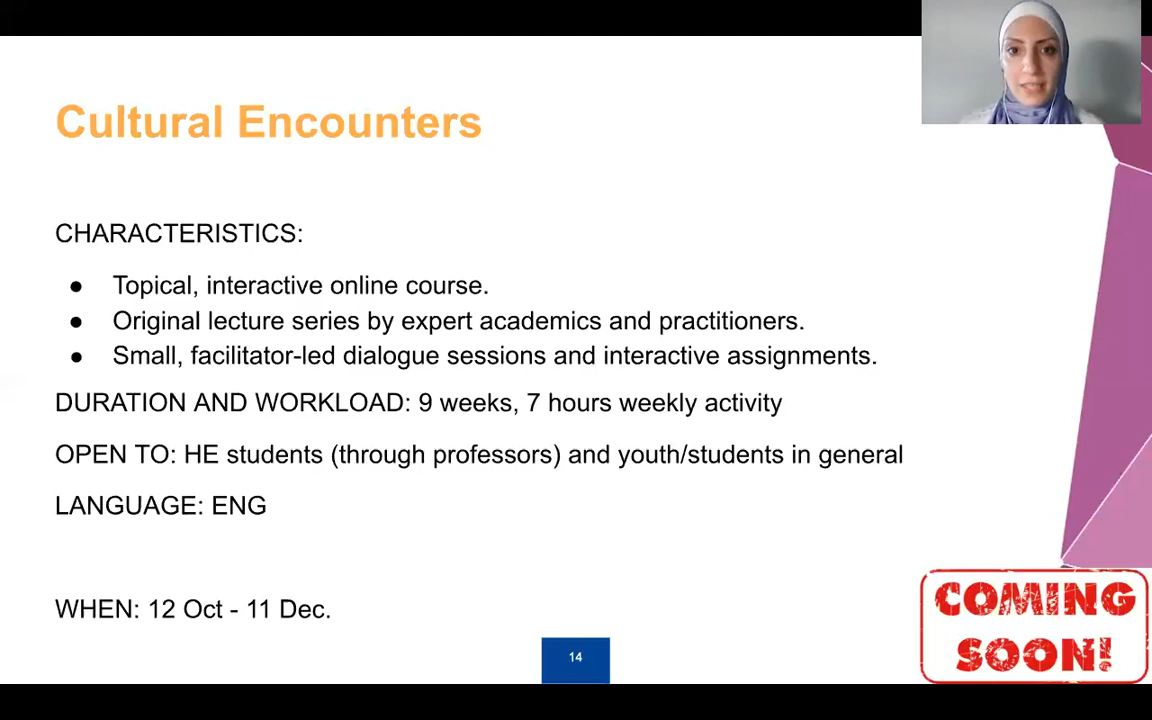 Cultural Encounters
CHARACTERISTICS:
● Topical, interactive online course.
● Original lecture series by expert academics and practitioners.
● Small, facilitator-led dialogue sessions and interactive assignments.
DURATION AND WORKLOAD: 9 weeks, 7 hours weekly activity
OPEN TO: HE students (through professors) and youth/students in general
LANGUAGE: ENG
WHEN: 12 Oct - 11 Dec.
COMING
SOON!
14